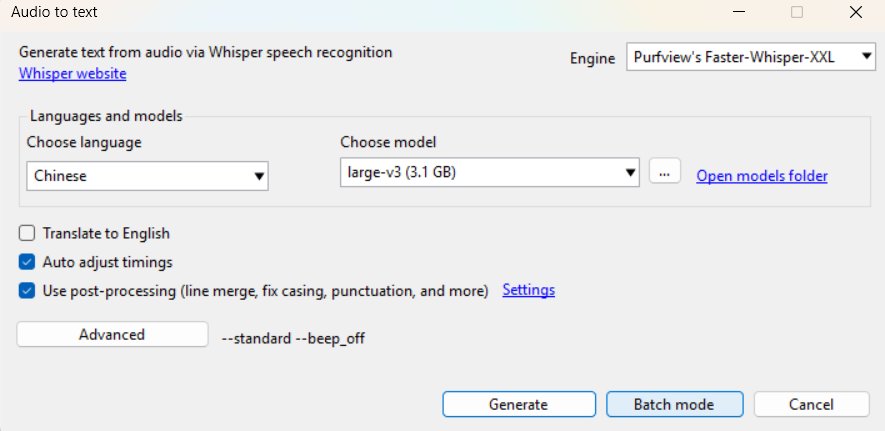 Audio to text
Generate text from audio via Whisper speech recognition
Whisper website
Engine
Purfview's Faster-Whisper-XXL
Languages and models
Choose language
Choose model
Chinese
large-v3 (3.1 GB)
...
Open models folder
Translate to English
Auto adjust timings
Use post-processing (line merge, fix casing, punctuation, and more)
Settings
Advanced
--standard --beep_off
Generate
Batch mode
Cancel